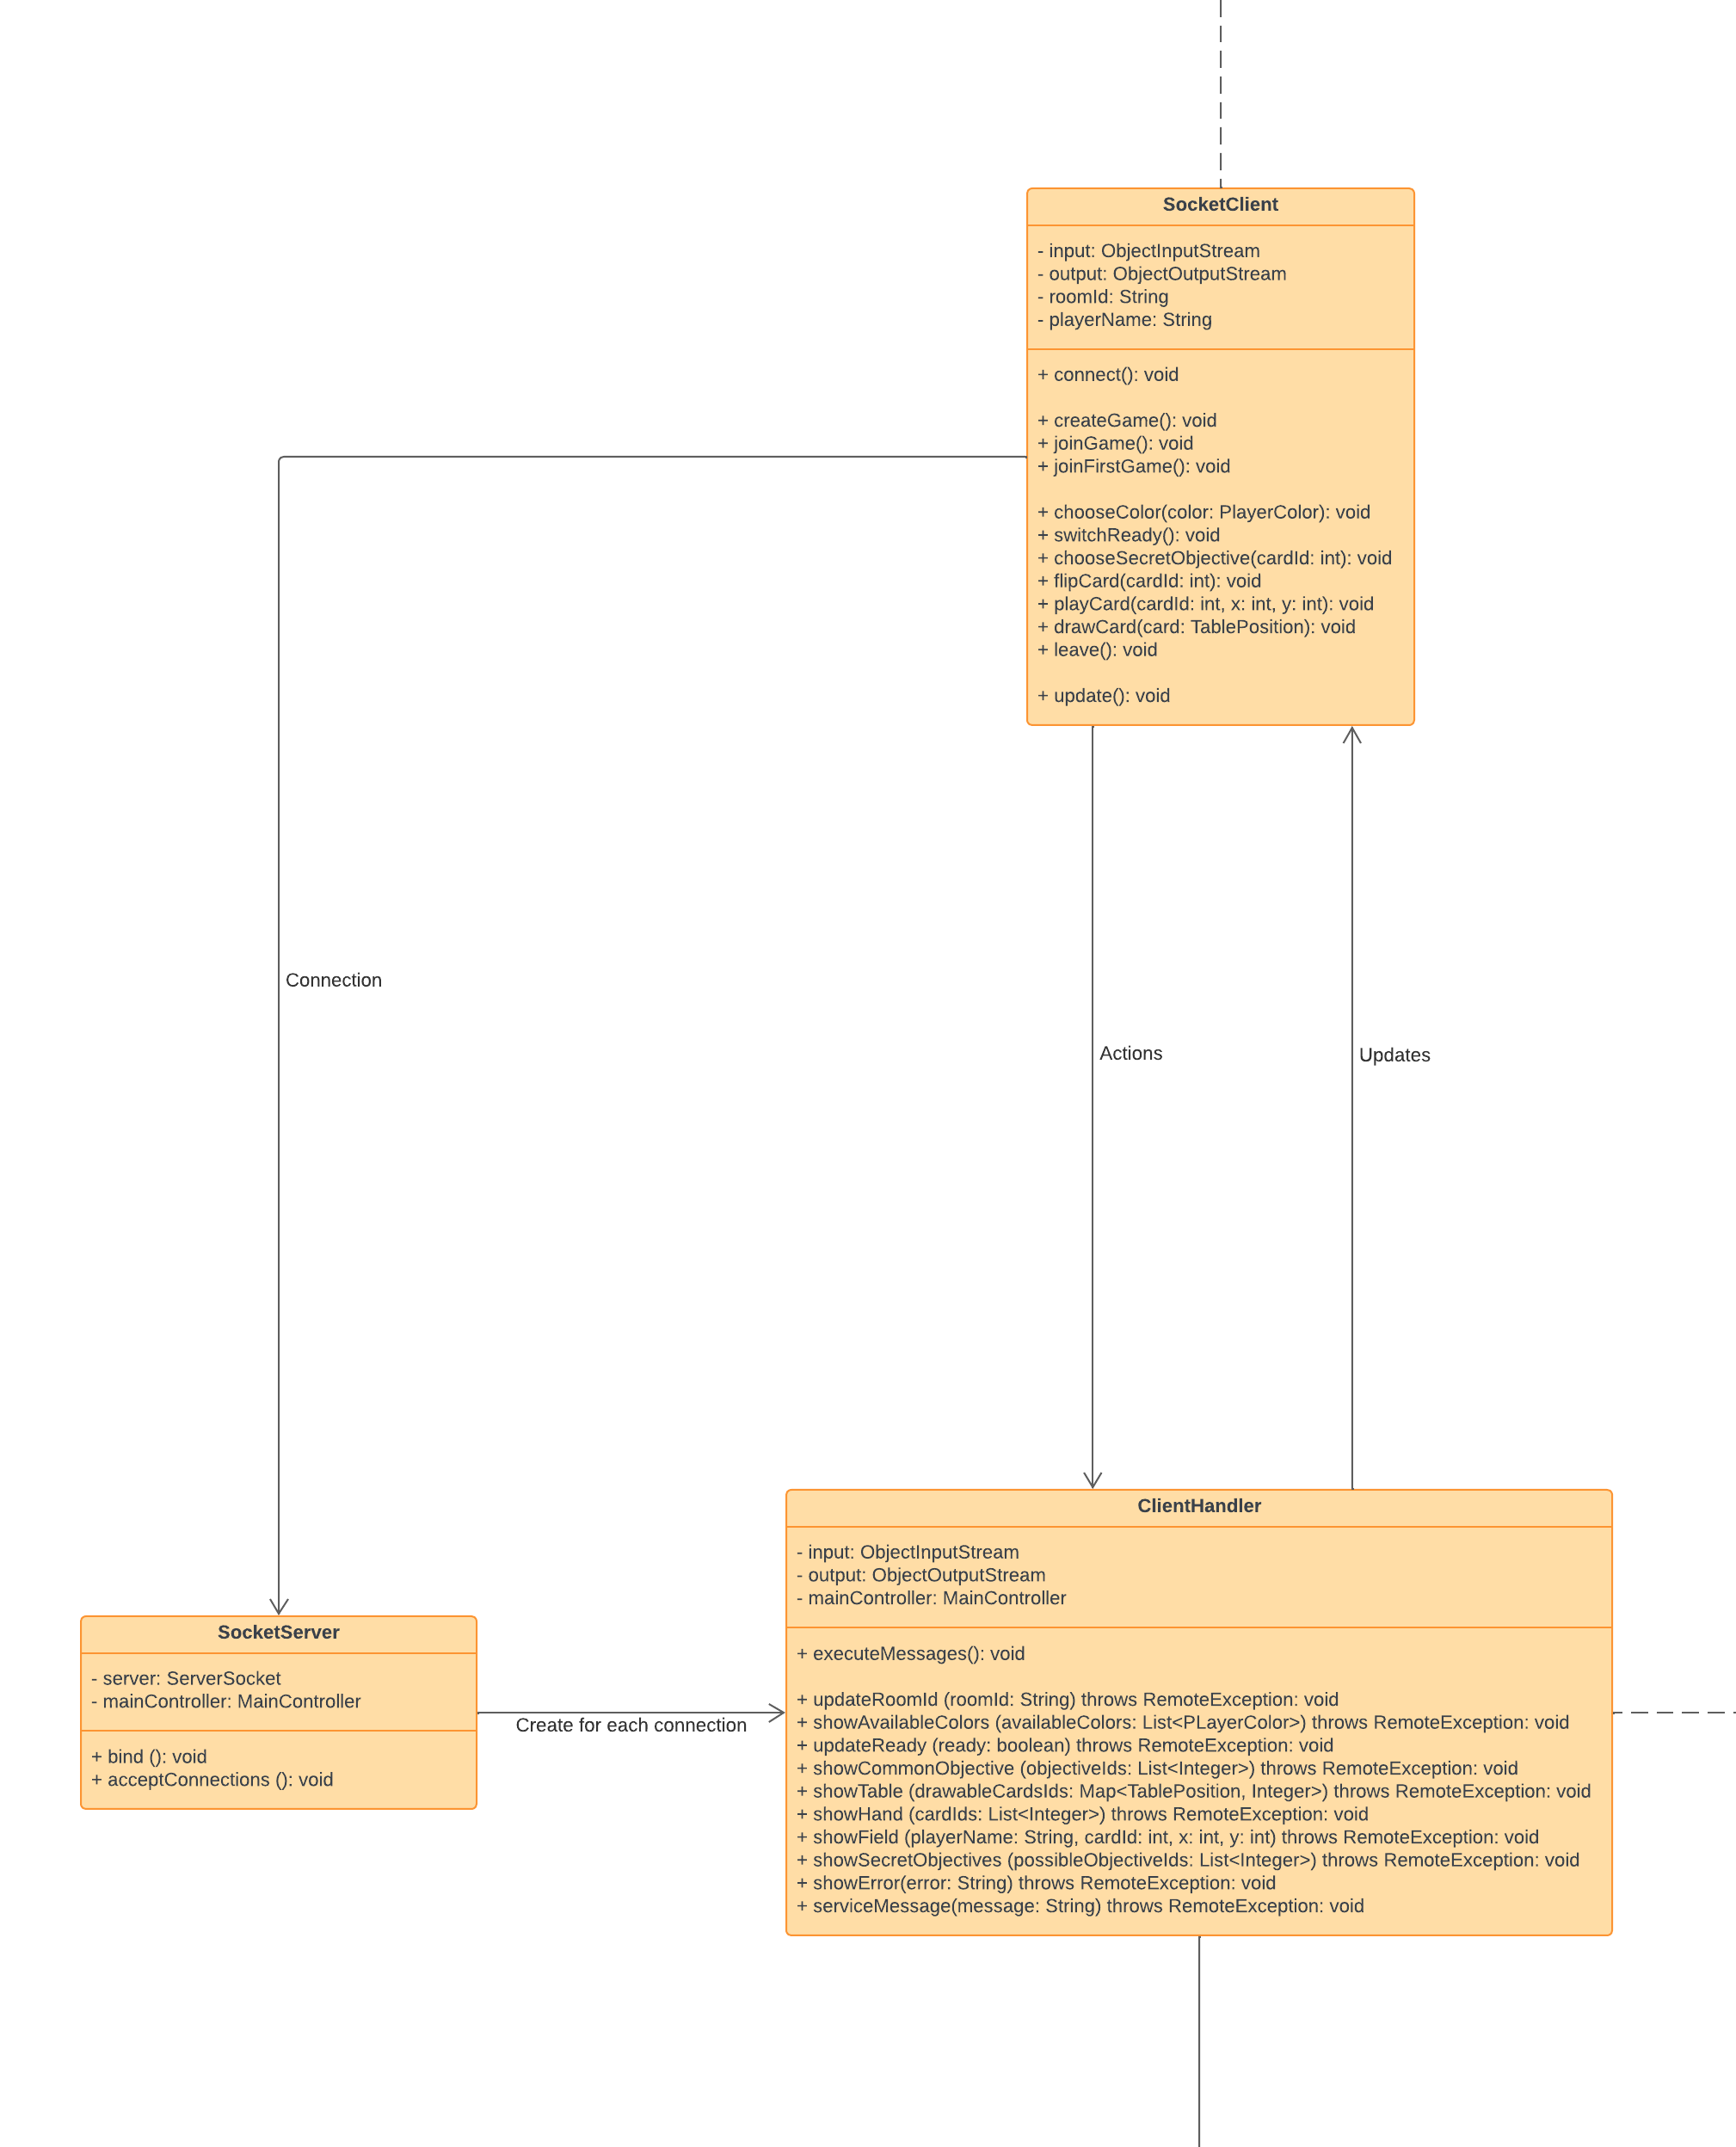 SocketClient
- input: ObjectInputStream
- output: ObjectOutputStream
- roomId: String
- playerName: String
+ connect(): void
+ createGame(): void
+ joinGame(): void
+ joinFirstGame(): void
+ chooseColor(color: PlayerColor): void
+ switchReady(): void
+ chooseSecretObjective(cardId: int): void
+ flipCard(cardId: int): void
+ playCard(cardId: int, x: int, y: int): void
+ drawCard(card: TablePosition): void
+ leave(): void
+ update(): void
Connection
Actions
Updates
SocketServer
- server: ServerSocket
- mainController: MainController
+ bind (): void
+ acceptConnections (): void
Create for each connection
ClientHandler
- input: ObjectInputStream
- output: ObjectOutputStream
- mainController: MainController
+ executeMessages(): void
+ updateRoomId (roomId: String) throws RemoteException: void
+ showAvailableColors (availableColors: List<PLayerColor>) throws RemoteException: void
+ updateReady (ready: boolean) throws RemoteException: void
+ showCommonObjective (objectiveIds: List<Integer>) throws RemoteException: void
+ showTable (drawableCardsIds: Map<TablePosition, Integer>) throws RemoteException: void
+ showHand (cardIds: List<Integer>) throws RemoteException: void
+ showField (playerName: String, cardId: int, x: int, y: int) throws RemoteException: void
+ showSecretObjectives (possibleObjectiveIds: List<Integer>) throws RemoteException: void
+ showError(error: String) throws RemoteException: void
+ serviceMessage(message: String) throws RemoteException: void